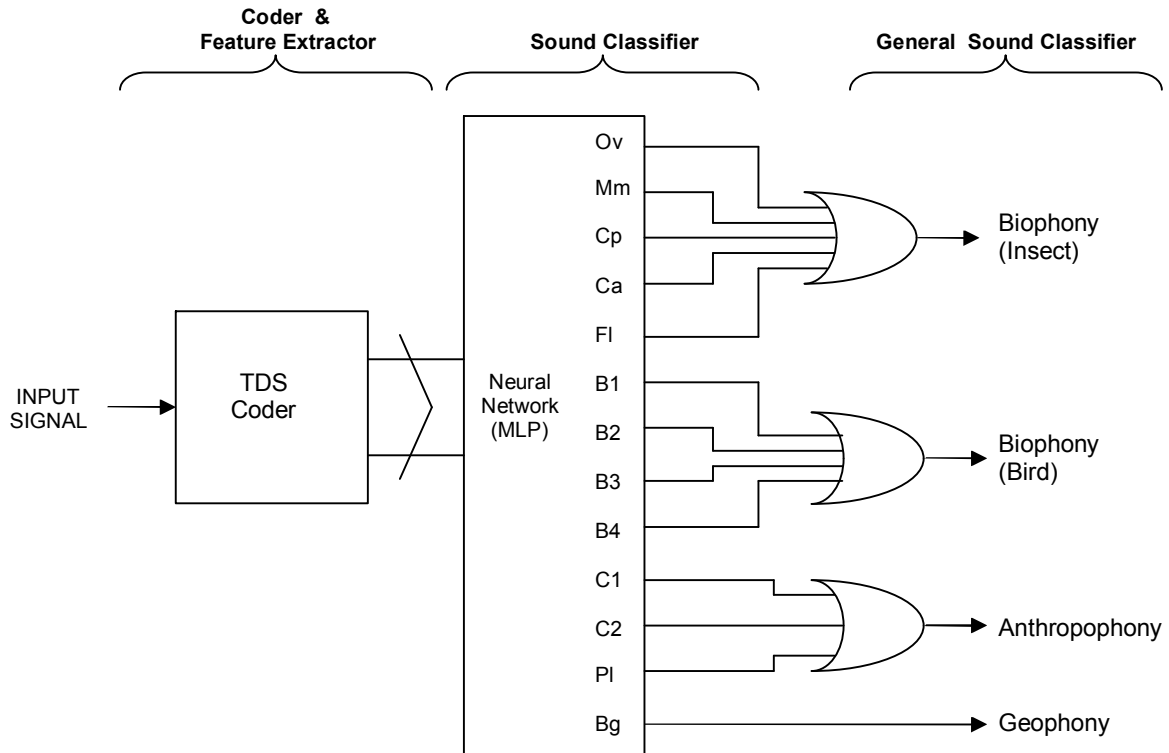 Coder &
Feature Extractor
Sound Classifier
General Sound Classifier
INPUT
SIGNAL
TDS
Coder
Neural
Network
(MLP)
Ov
Mm
Cp
Ca
Fl
B1
B2
B3
B4
C1
C2
Pl
Bg
Biophony
(Insect)
Biophony
(Bird)
Anthropophony
Geophony